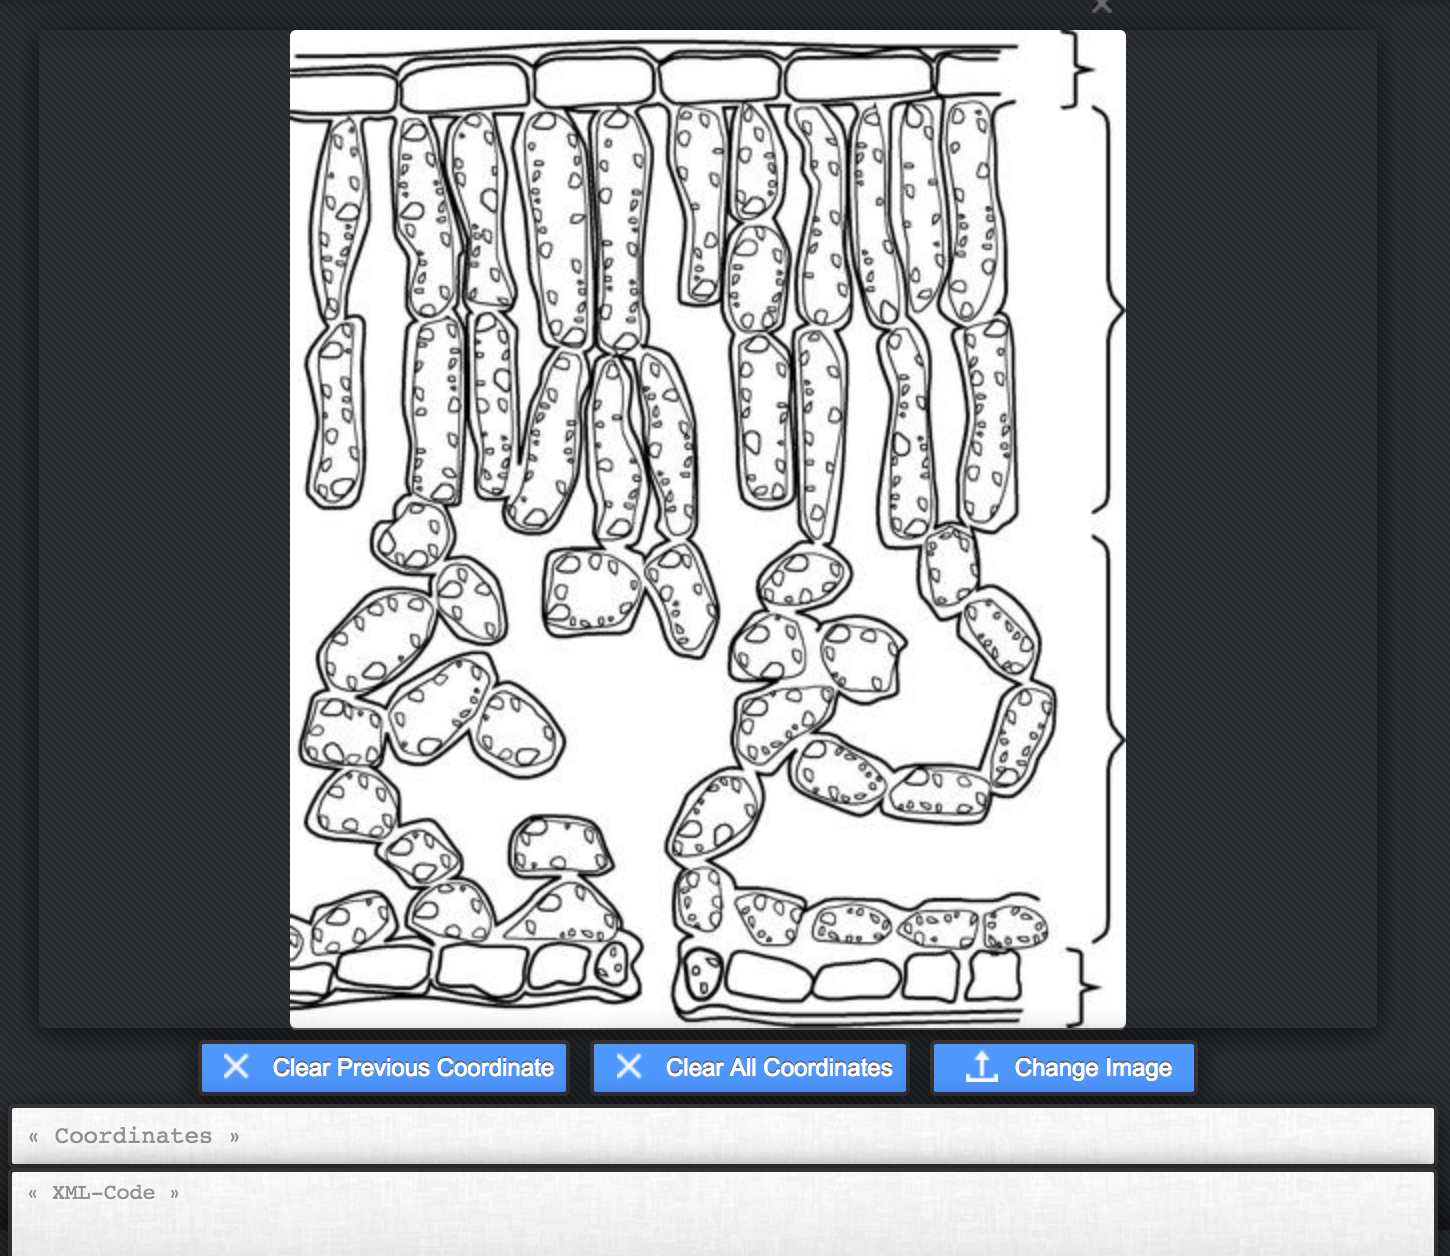 Clear Previous Coordinate
Clear All Coordinates
Change Image
« Coordinates »
« XML-Code »